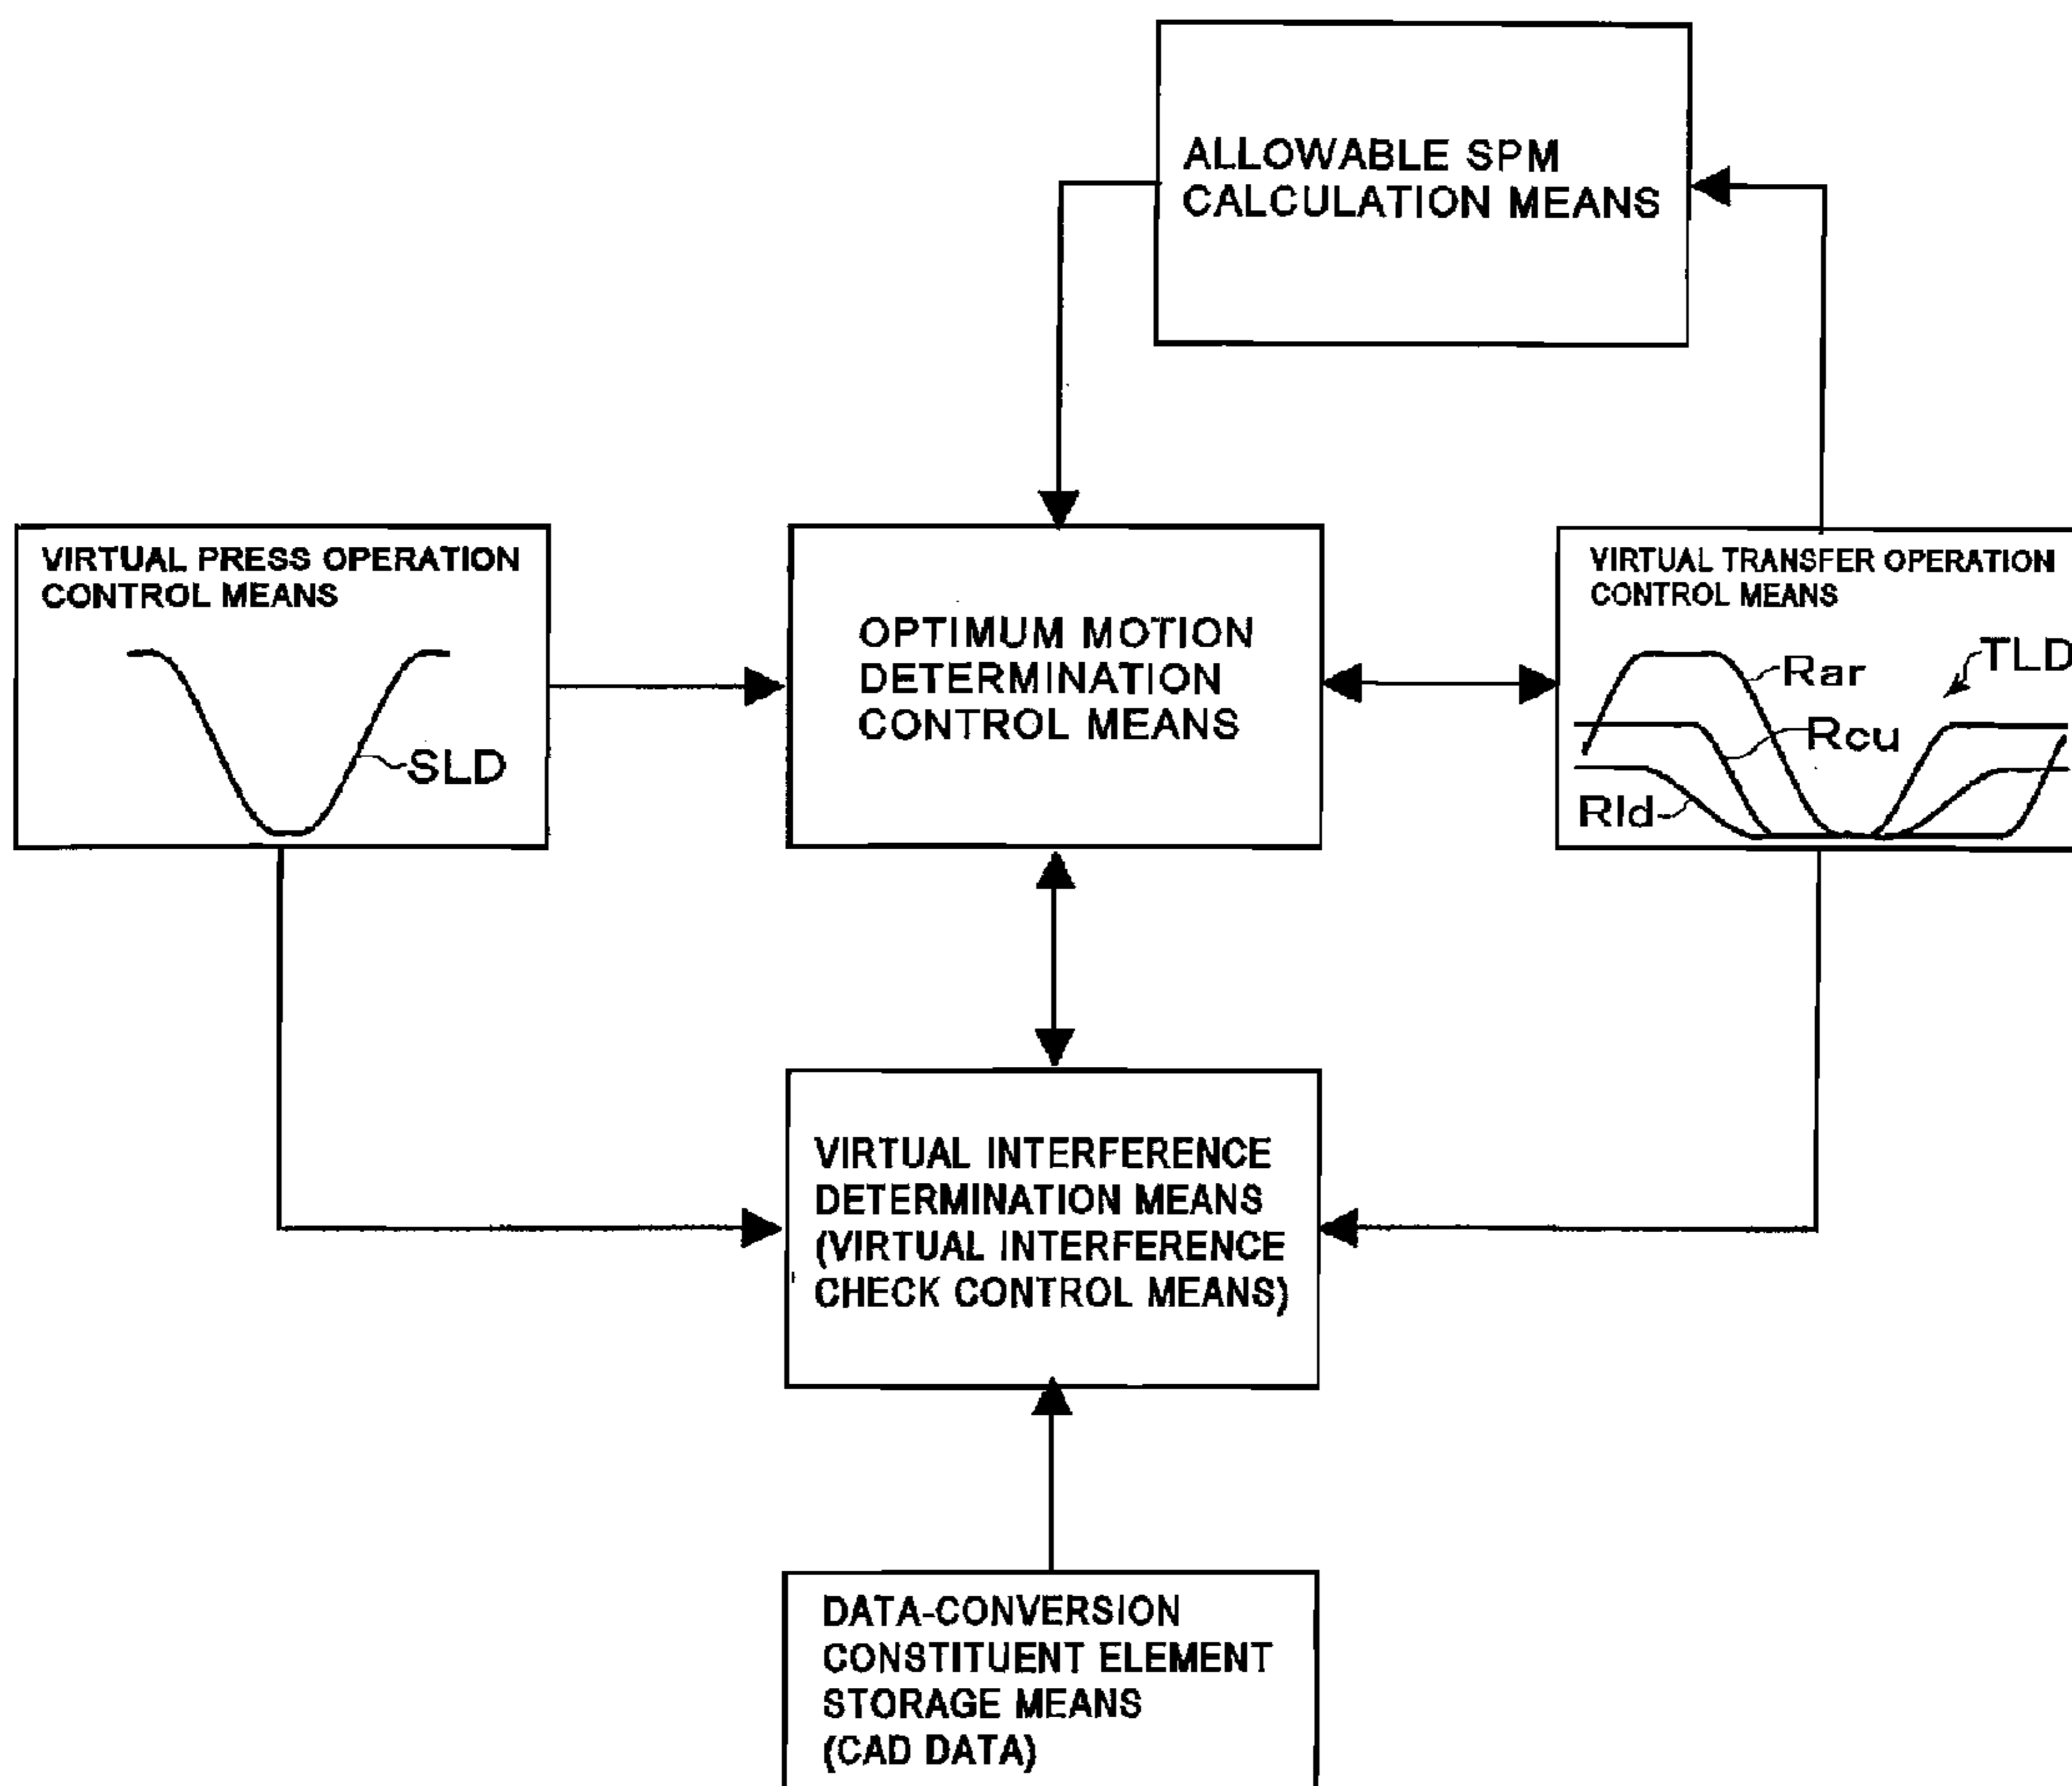 ALLOWABLE SPM
CALCULATION MEANS
VIRTUAL PRESS OPERATION
CONTROL MEANS
SLD
OPTIMUM MOTION
DETERMINATION
CONTROL MEANS
VIRTUAL TRANSFER OPERATION
CONTROL MEANS
TLD
Rar
Rcu
Rld
VIRTUAL INTERFERENCE
DETERMINATION MEANS
(VIRTUAL INTERFERENCE
CHECK CONTROL MEANS)
DATA-CONVERSION
CONSTITUENT ELEMENT
STORAGE MEANS
(CAD DATA)